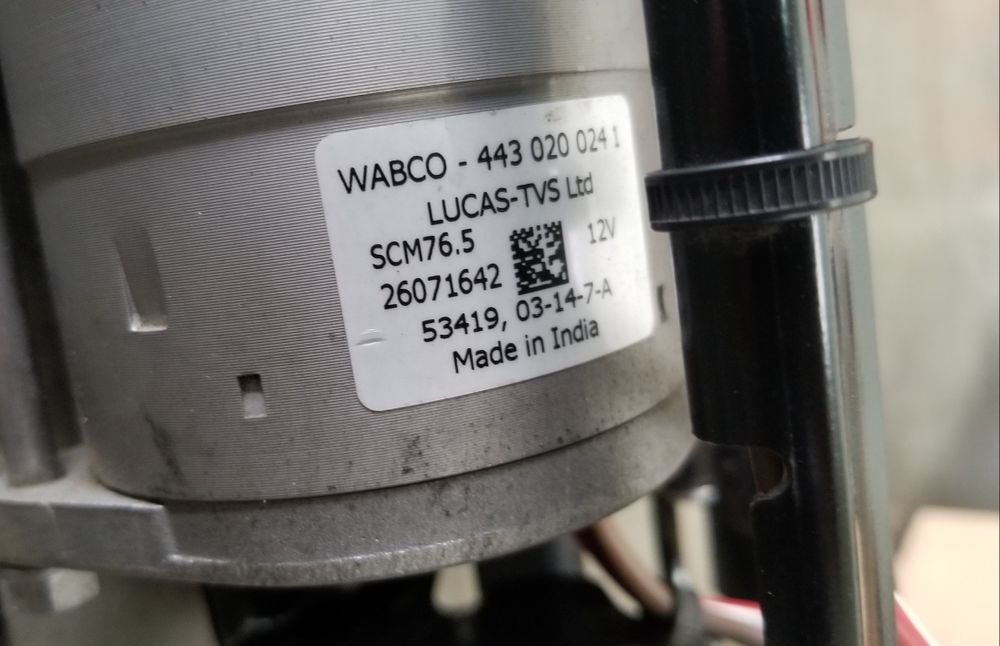 WABCO - 443 020 024 1
LUCAS-TVS Ltd
SCM76.5
12V
26071642
53419, 03-14-7-A
Made in India